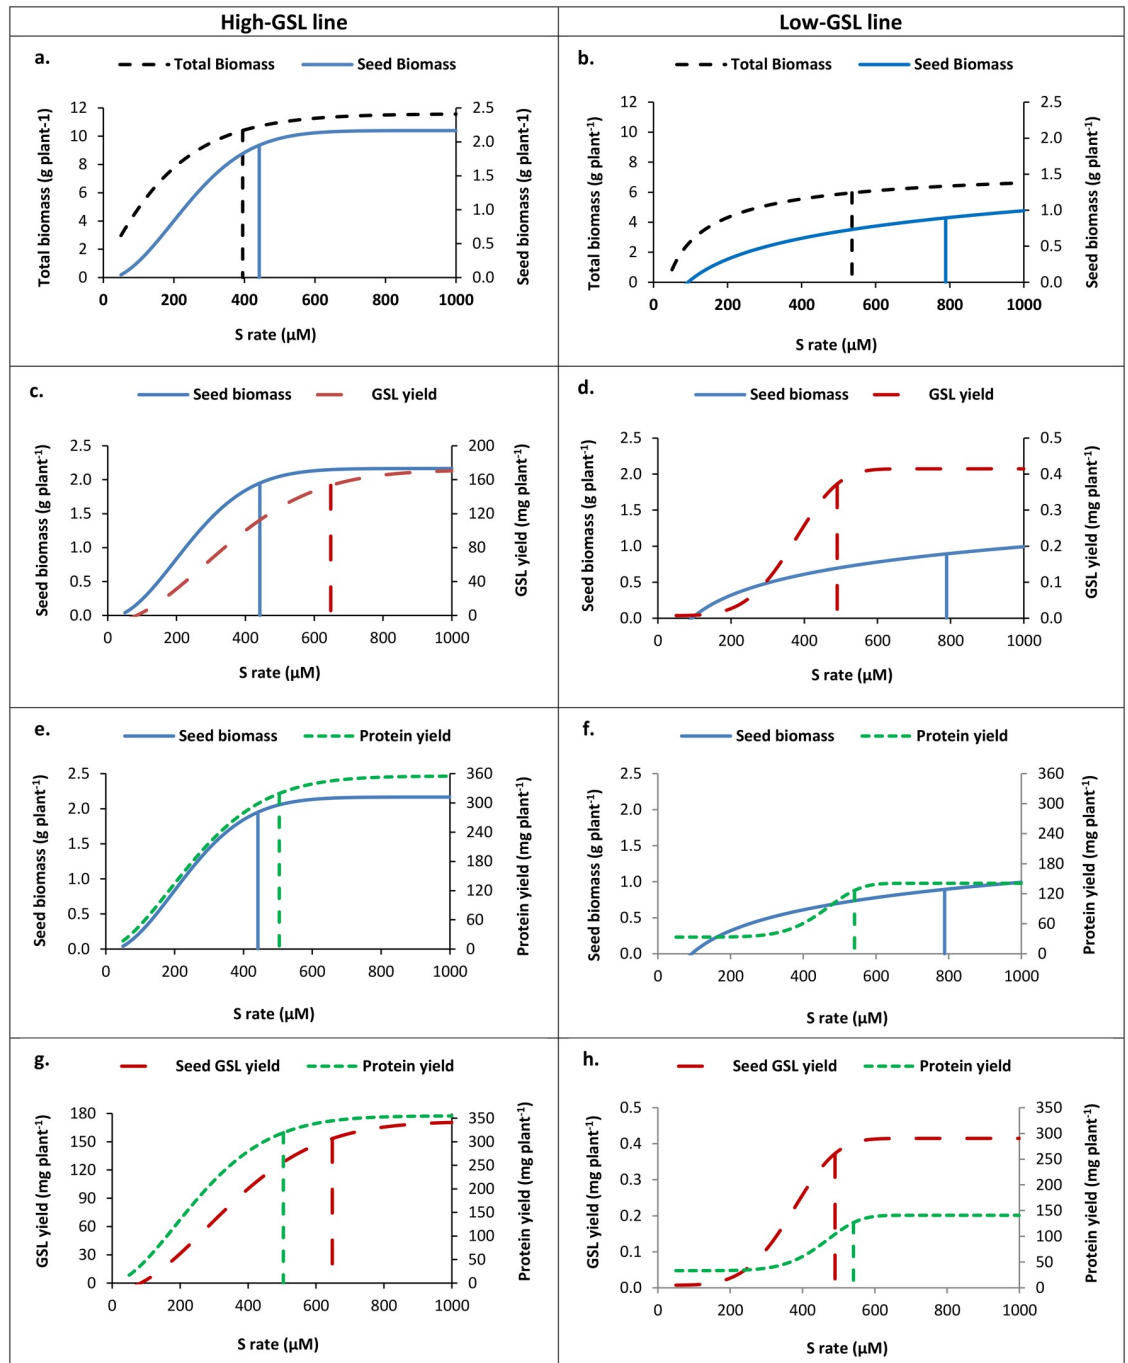 High-GSL line
Low-GSL line
a.
Total Biomass
Seed Biomass
Total biomass (g plant-1)
12
10
8
6
4
2
0
2.5
2.0
1.5
1.0
0.5
0.0
Seed biomass (g plant-1)
0 200 400 600 800 1000
S rate (µM)
b.
Total Biomass
Seed Biomass
Total biomass (g plant⁻¹)
12
10
8
6
4
2
0
2.5
2.0
1.5
1.0
0.5
0.0
Seed biomass (g plant⁻¹)
0 200 400 600 800 1000
S rate (µM)
c.
Seed biomass
GSL yield
Seed biomass (g plant⁻¹)
2.5
2.0
1.5
1.0
0.5
0.0
200
160
120
80
40
0
GSL yield (mg plant⁻¹)
0 200 400 600 800 1000
S rate (µM)
d.
Seed biomass
GSL yield
Seed biomass (g plant⁻¹)
2.5
2.0
1.5
1.0
0.5
0.0
0.5
0.4
0.3
0.2
0.1
0.0
GSL yield (mg plant⁻¹)
0 200 400 600 800 1000
S rate (µM)
e.
Seed biomass
Protein yield
Seed biomass (g plant⁻¹)
2.5
2.0
1.5
1.0
0.5
0.0
360
300
240
180
120
60
0
Protein yield (mg plant⁻¹)
0 200 400 600 800 1000
S rate (µM)
f.
Seed biomass
Protein yield
Seed biomass (g plant⁻¹)
2.5
2.0
1.5
1.0
0.5
0.0
360
300
240
180
120
60
0
Protein yield (mg plant⁻¹)
0 200 400 600 800 1000
S rate (µM)
g.
Seed GSL yield
Protein yield
GSL yield (mg plant⁻¹)
180
150
120
90
60
30
0
350
300
250
200
150
100
50
0
Protein yield (mg plant⁻¹)
0 200 400 600 800 1000
S rate (µM)
h.
Seed GSL yield
Protein yield
GSL yield (mg plant⁻¹)
0.5
0.4
0.3
0.2
0.1
0.0
350
300
250
200
150
100
50
0
Protein yield (mg plant⁻¹)
0 200 400 600 800 1000
S rate (µM)